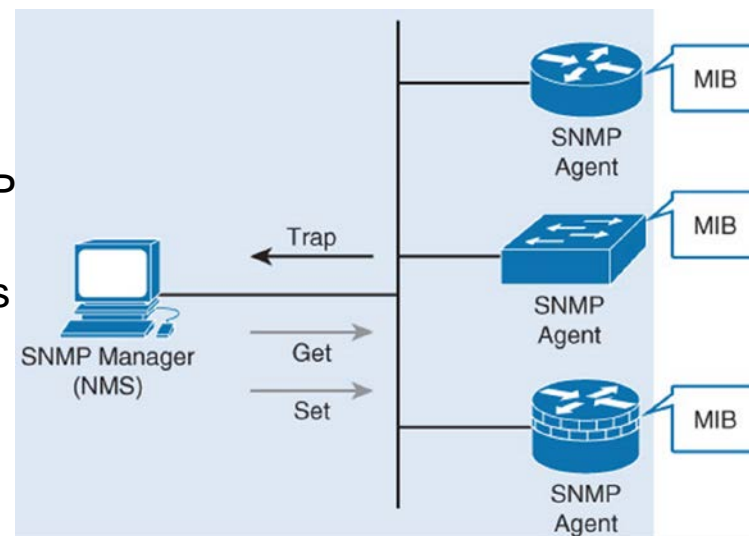 MIB
SNMP
Agent
P
MIB
Trap
s
SNMP
Agent
SNMP Manager
(NMS)
Get
Set
MIB
SNMP
Agent